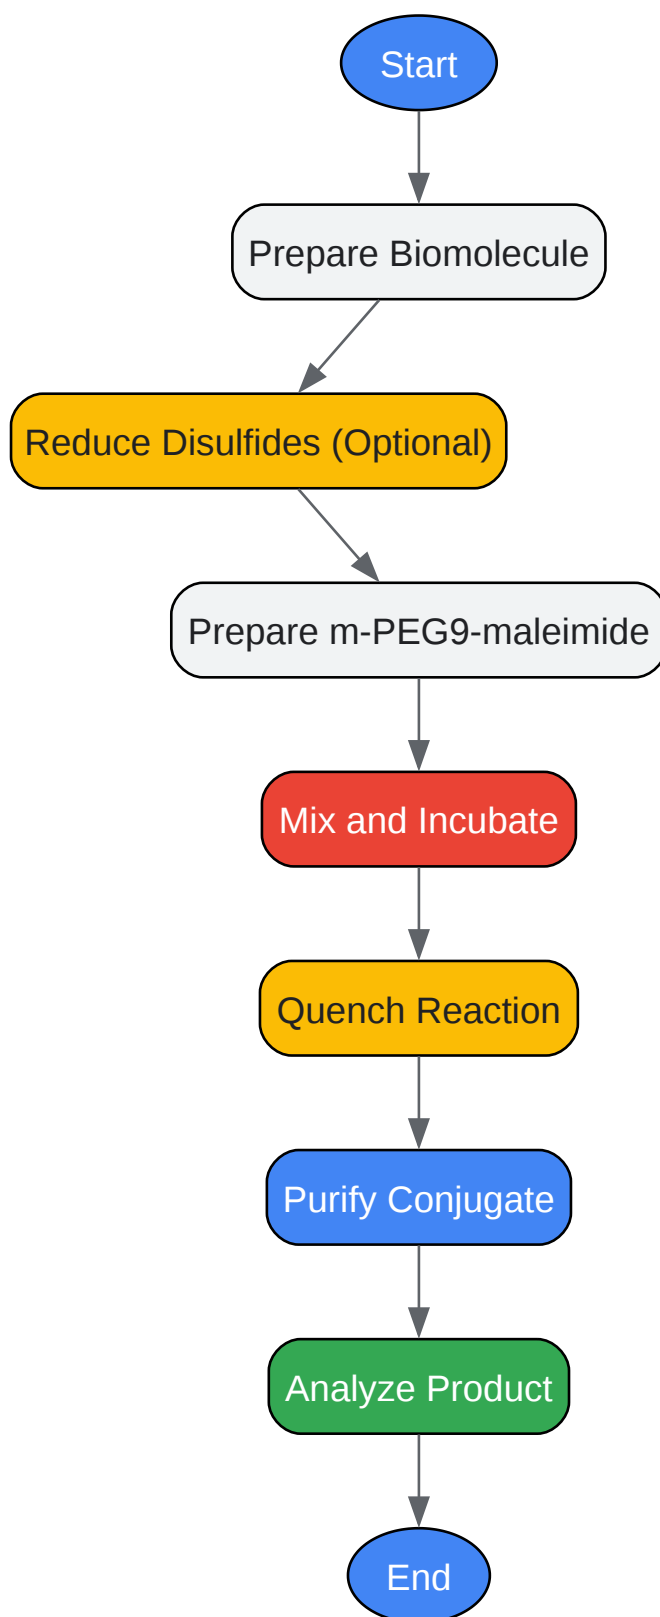 Start
Prepare Biomolecule
Reduce Disulfides (Optional)
Prepare m-PEG9-maleimide
Mix and Incubate
Quench Reaction
Purify Conjugate
Analyze Product
End